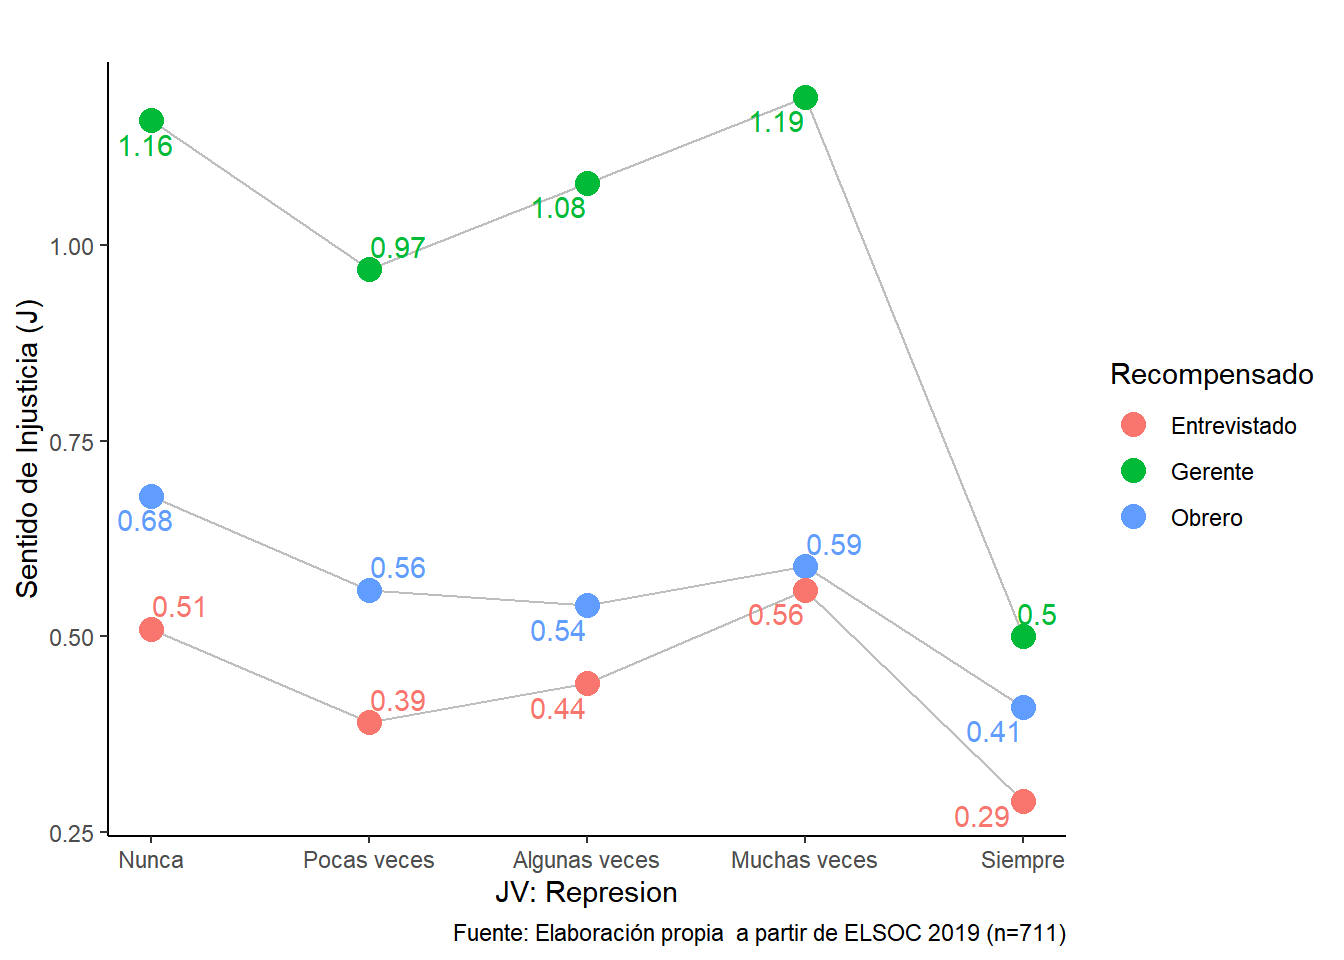 1.16
0.97
1.08
1.19
0.5
0.68
0.56
0.54
0.59
0.41
0.51
0.39
0.44
0.56
0.29
1.00
0.75
0.50
0.25
Sentido de Injusticia (J)
Nunca Pocas veces Algunas veces Muchas veces Siempre
JV: Represion
Fuente: Elaboración propia  a partir de ELSOC 2019 (n=711)
Recompensado
Entrevistado
Gerente
Obrero